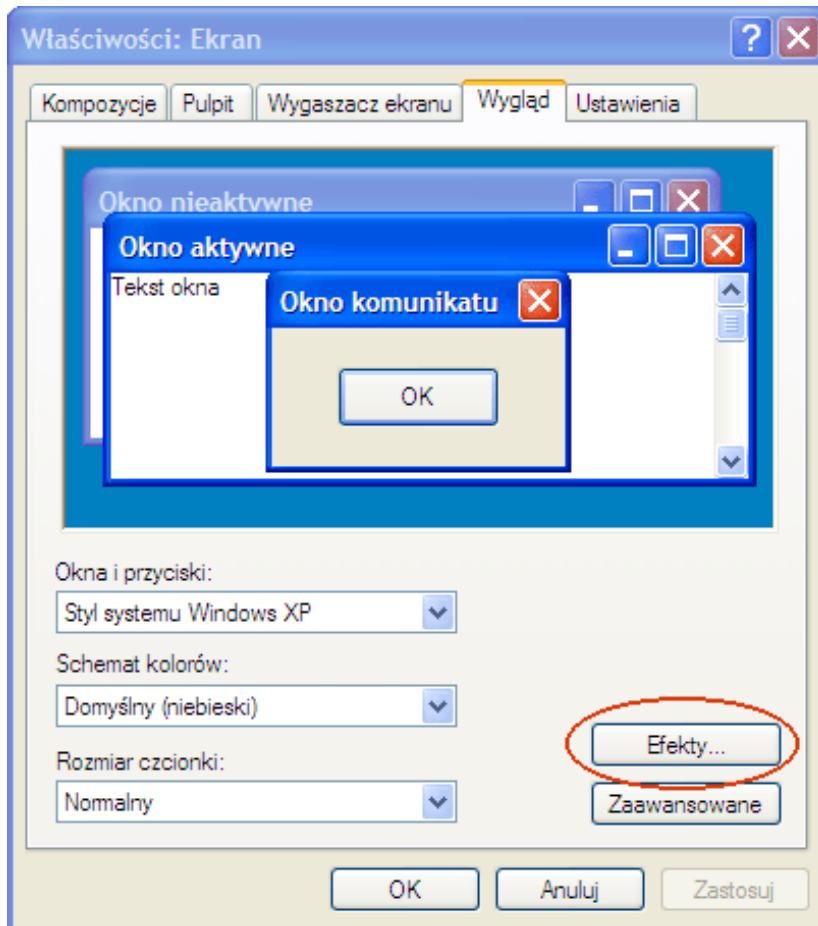 Właściwości: Ekran
Kompozycje Pulpit Wygaszacz ekranu Wygląd Ustawienia
Okno nieaktywne
Okno aktywne
Tekst okna
Okno komunikatu
OK
Okna i przyciski:
Styl systemu Windows XP
Schemat kolorów:
Domyślny (niebieski)
Efekty...
Rozmiar czcionki:
Normalny
Zaawansowane
OK Anuluj Zastosuj